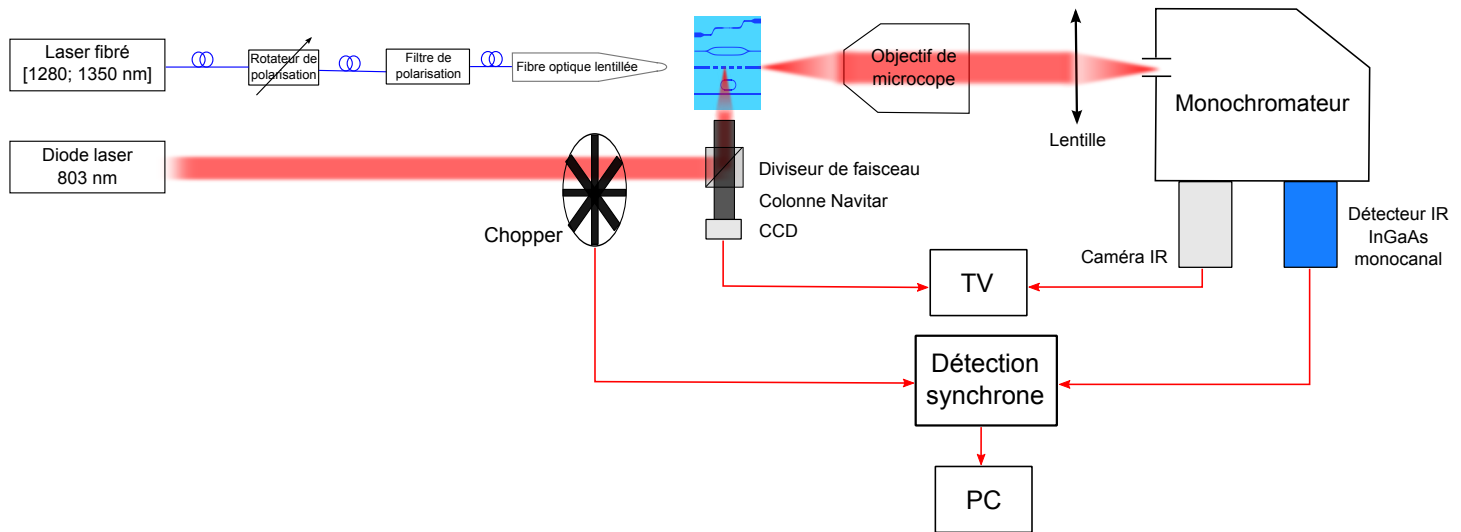 Laser fibré
[1280; 1350 nm]
Rotateur de
polarisation
Filtre de
polarisation
Fibre optique lentillée
Objectif de
microcope
Lentille
Monochromateur
Diode laser
803 nm
Chopper
Diviseur de faisceau
Colonne Navitar
CCD
Caméra IR
Détecteur IR
InGaAs
monocanal
TV
Détection
synchrone
PC